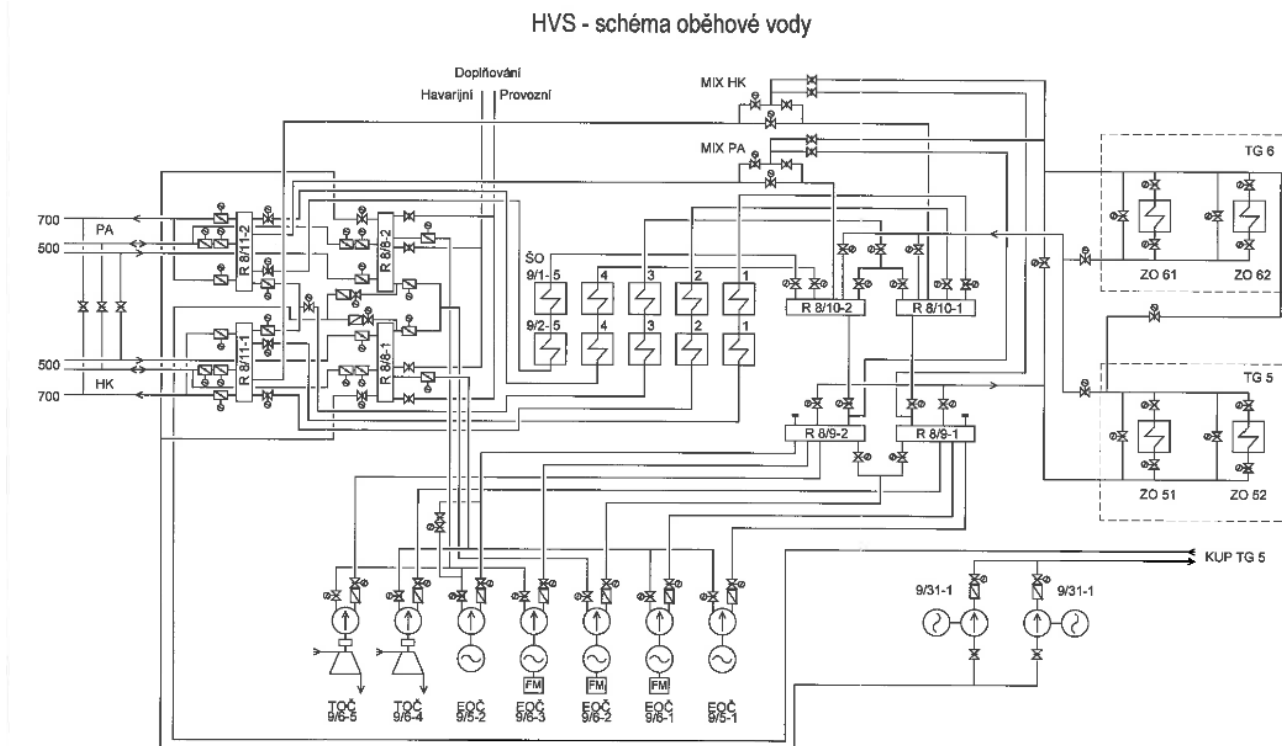 HVS - schéma oběhové vody
Doplňování
Havarijní Provozní
MIX HK
MIX PA
TG 6
ZO 61 ZO 62
700
PA
500
R 8/11-2
R 8/8-2
ŠO
9/1- 5 4 3 2 1
9/2- 5 4 3 2 1
R 8/10-2 R 8/10-1
500
HK
700
R 8/11-1
R 8/8-1
TG 5
R 8/9-2 R 8/9-1
ZO 51 ZO 52
KUP TG 5
9/31-1 9/31-1
FM FM FM
TOČ TOČ EOČ EOČ EOČ EOČ EOČ
9/6-5 9/6-4 9/5-2 9/6-3 9/6-2 9/6-1 9/5-1